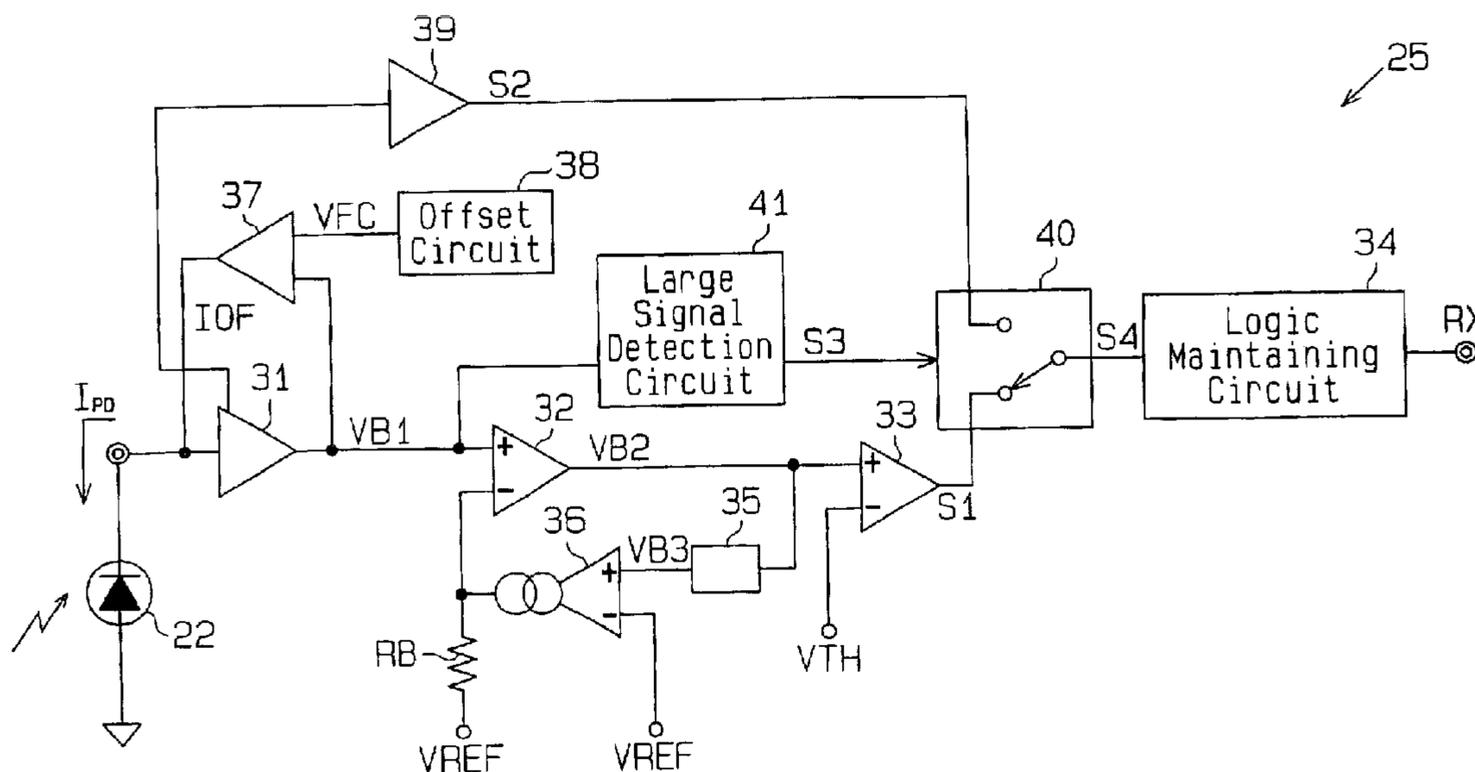 39
S2
25
38
37
VFC
Offset
Circuit
41
40
34
Large
Signal
Detection
Circuit
IOF
S3
S4
Logic
Maintaining
Circuit
RX
IPD
31
VB1
32
VB2
33
S1
36
VB3
35
22
RB
VTH
VREF
VREF